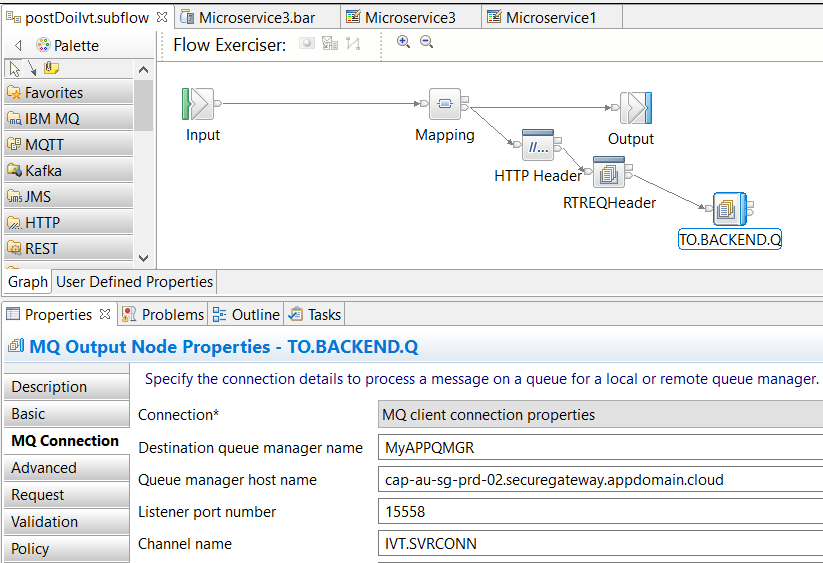 postDoiIvt.subflow Microservice3.bar Microservice3 Microservice1
Palette Flow Exerciser:
Favorites
IBM MQ
MQTT
Kafka
JMS
HTTP
REST
Input
Mapping
Output
//...
HTTP Header
RTREQHeader
TO.BACKEND.Q
Graph User Defined Properties
Properties Problems Outline Tasks
MQ Output Node Properties - TO.BACKEND.Q
Description
Basic
MQ Connection
Advanced
Request
Validation
Policy
Specify the connection details to process a message on a queue for a local or remote queue manager.
Connection* MQ client connection properties
Destination queue manager name MyAPPQMGR
Queue manager host name cap-au-sg-prd-02.securegateway.appdomain.cloud
Listener port number 15558
Channel name IVT.SVRCONN